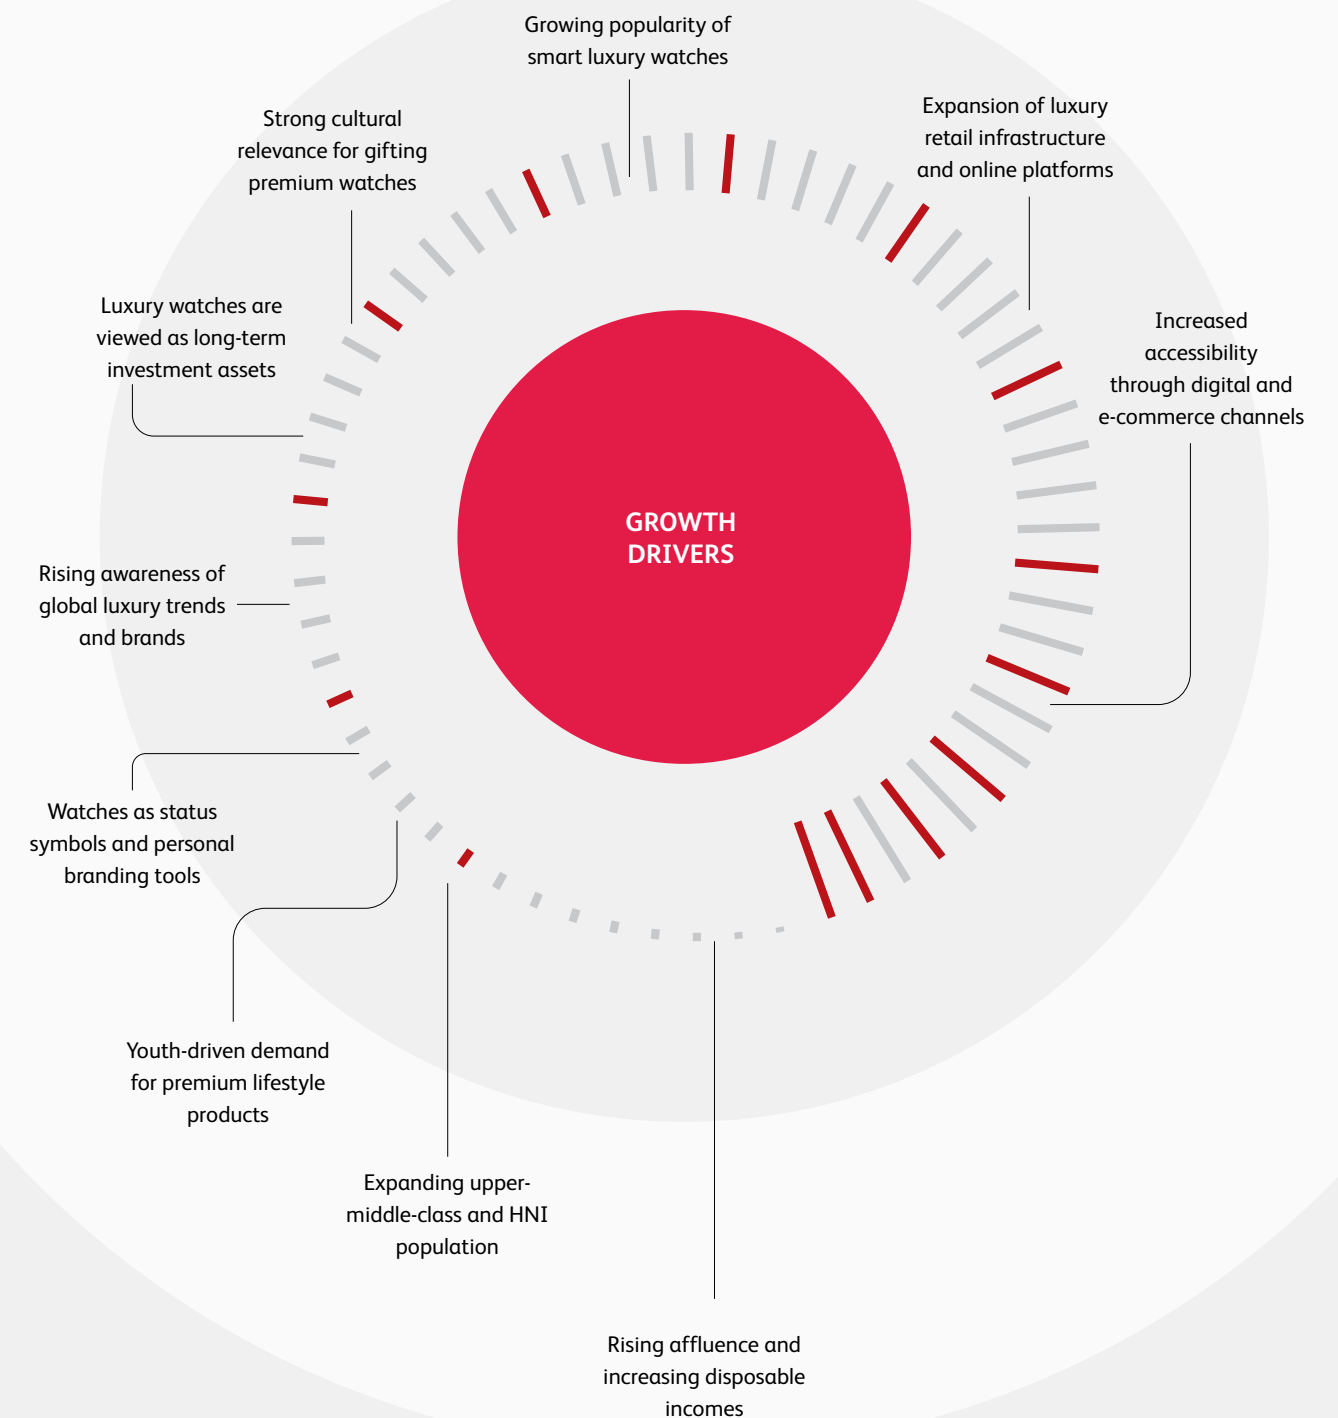 Growing popularity of
smart luxury watches
Expansion of luxury
retail infrastructure
and online platforms
Strong cultural
relevance for gifting
premium watches
Luxury watches are
viewed as long-term
investment assets
Increased
accessibility
through digital and
e-commerce channels
GROWTH
DRIVERS
Rising awareness of
global luxury trends
and brands
Watches as status
symbols and personal
branding tools
Youth-driven demand
for premium lifestyle
products
Expanding upper-
middle-class and HNI
population
Rising affluence and
increasing disposable
incomes